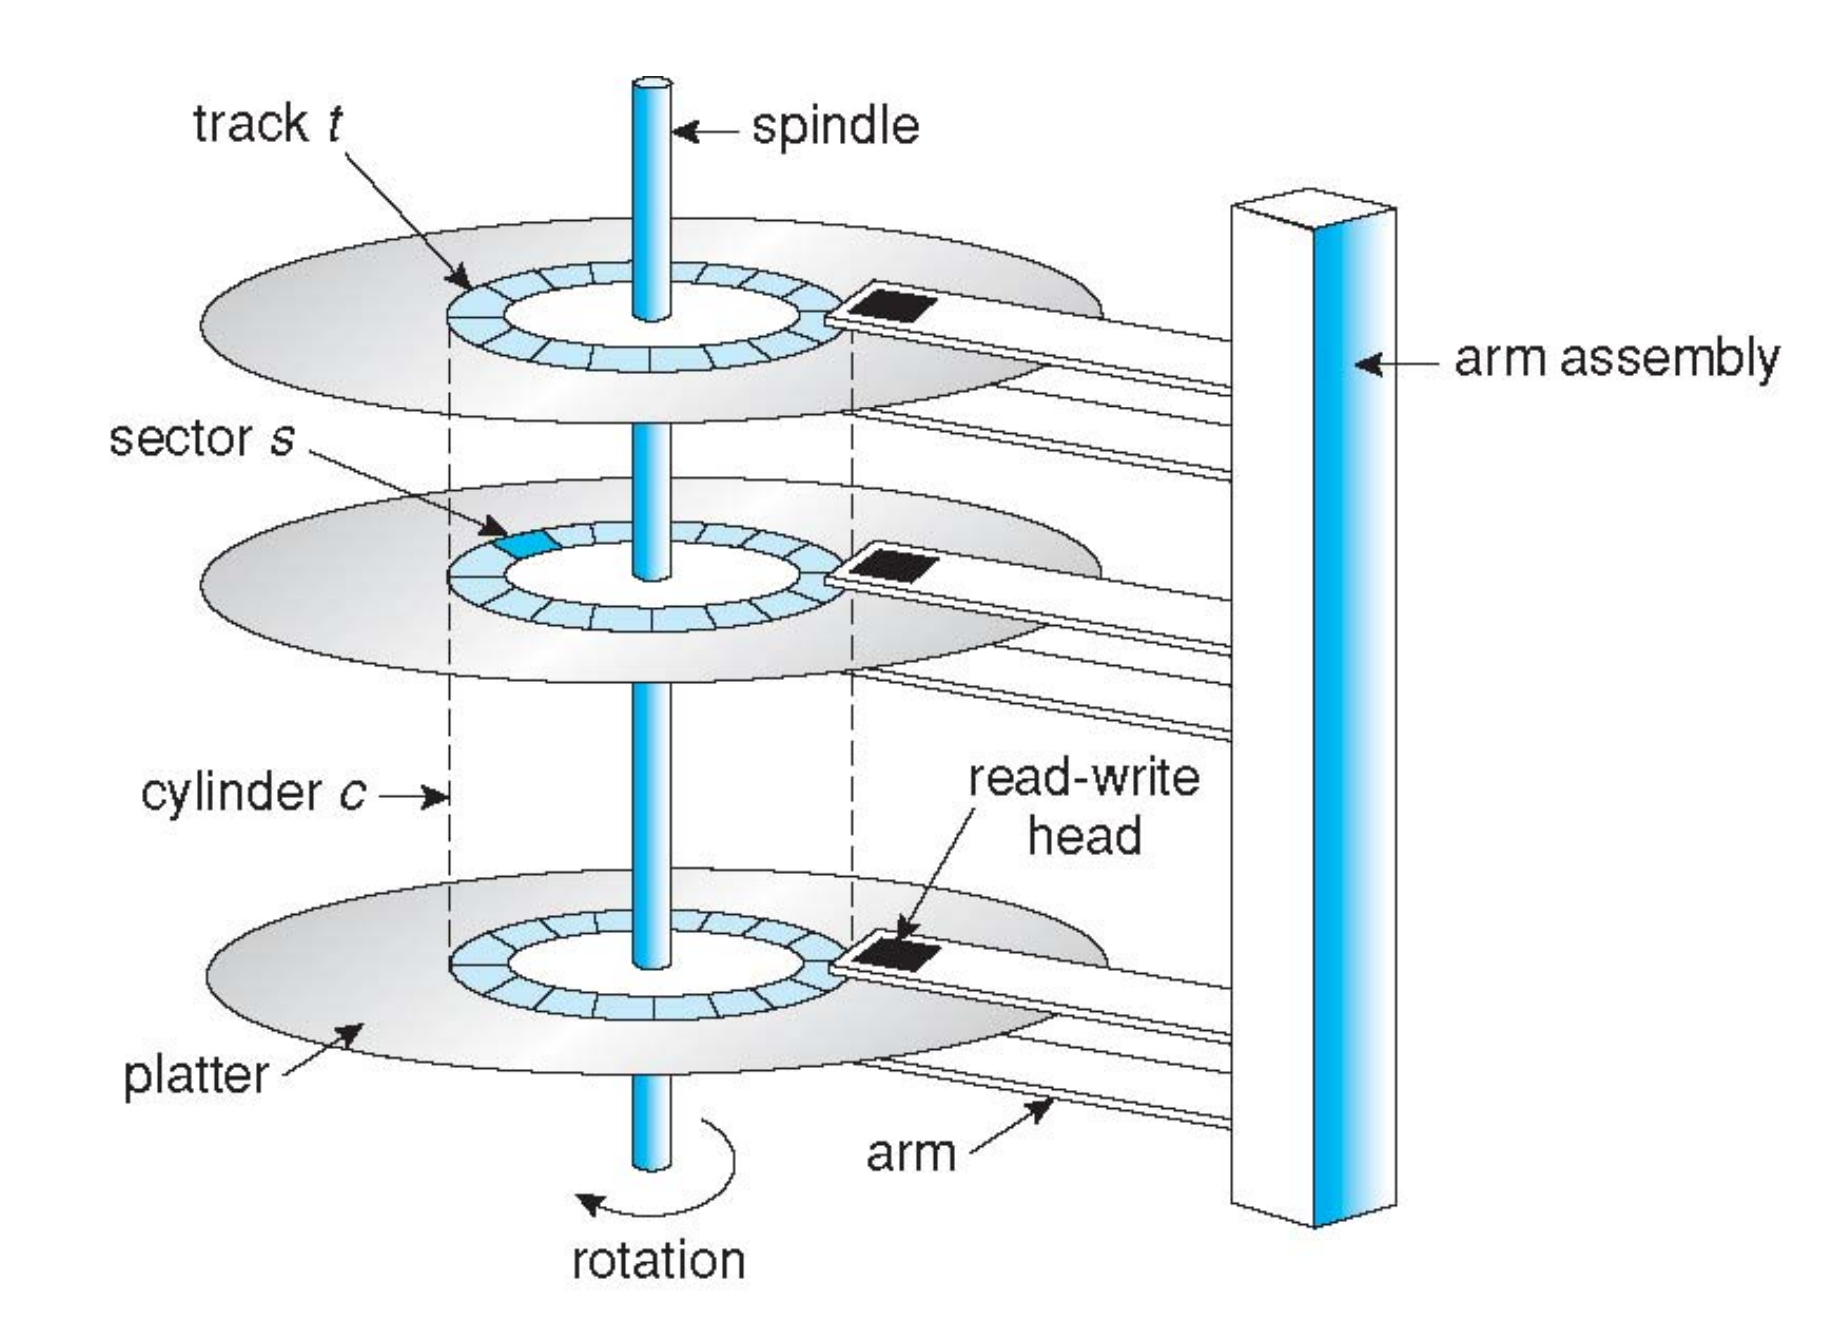 track t
spindle
arm assembly
sector s
cylinder c
read-write
head
platter
arm
rotation